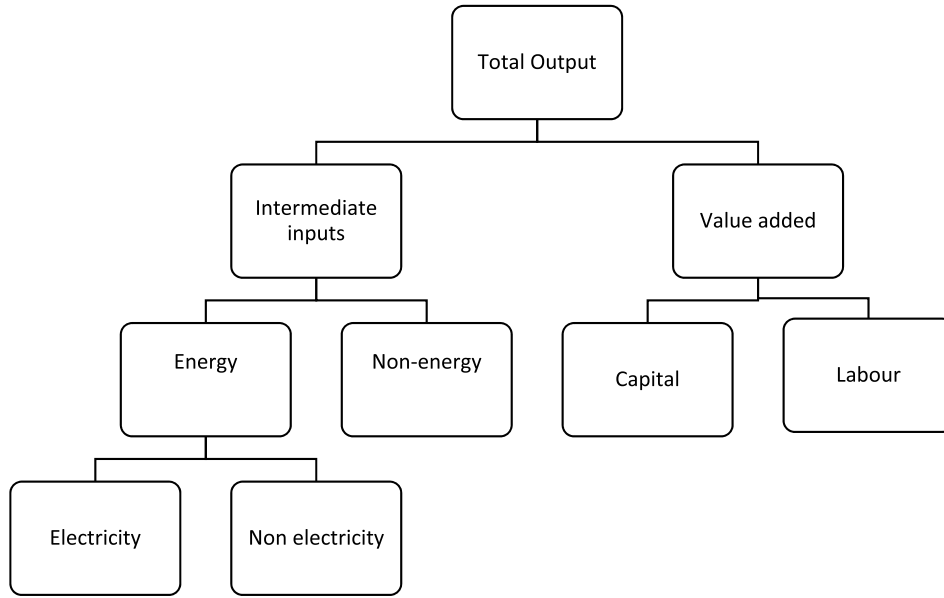 Total Output
Intermediate
inputs
Value added
Energy
Non-energy
Capital
Labour
Electricity
Non electricity